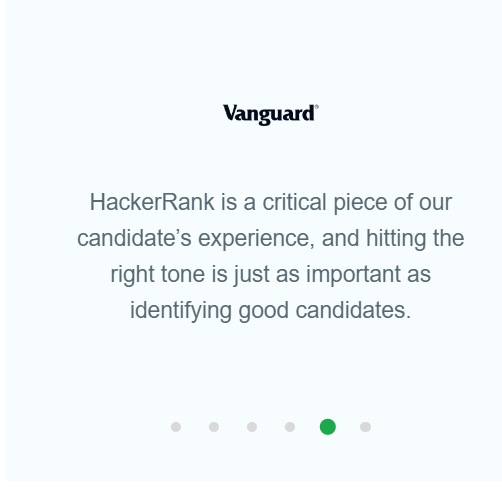 Vanguard®
HackerRank is a critical piece of our
candidate’s experience, and hitting the
right tone is just as important as
identifying good candidates.